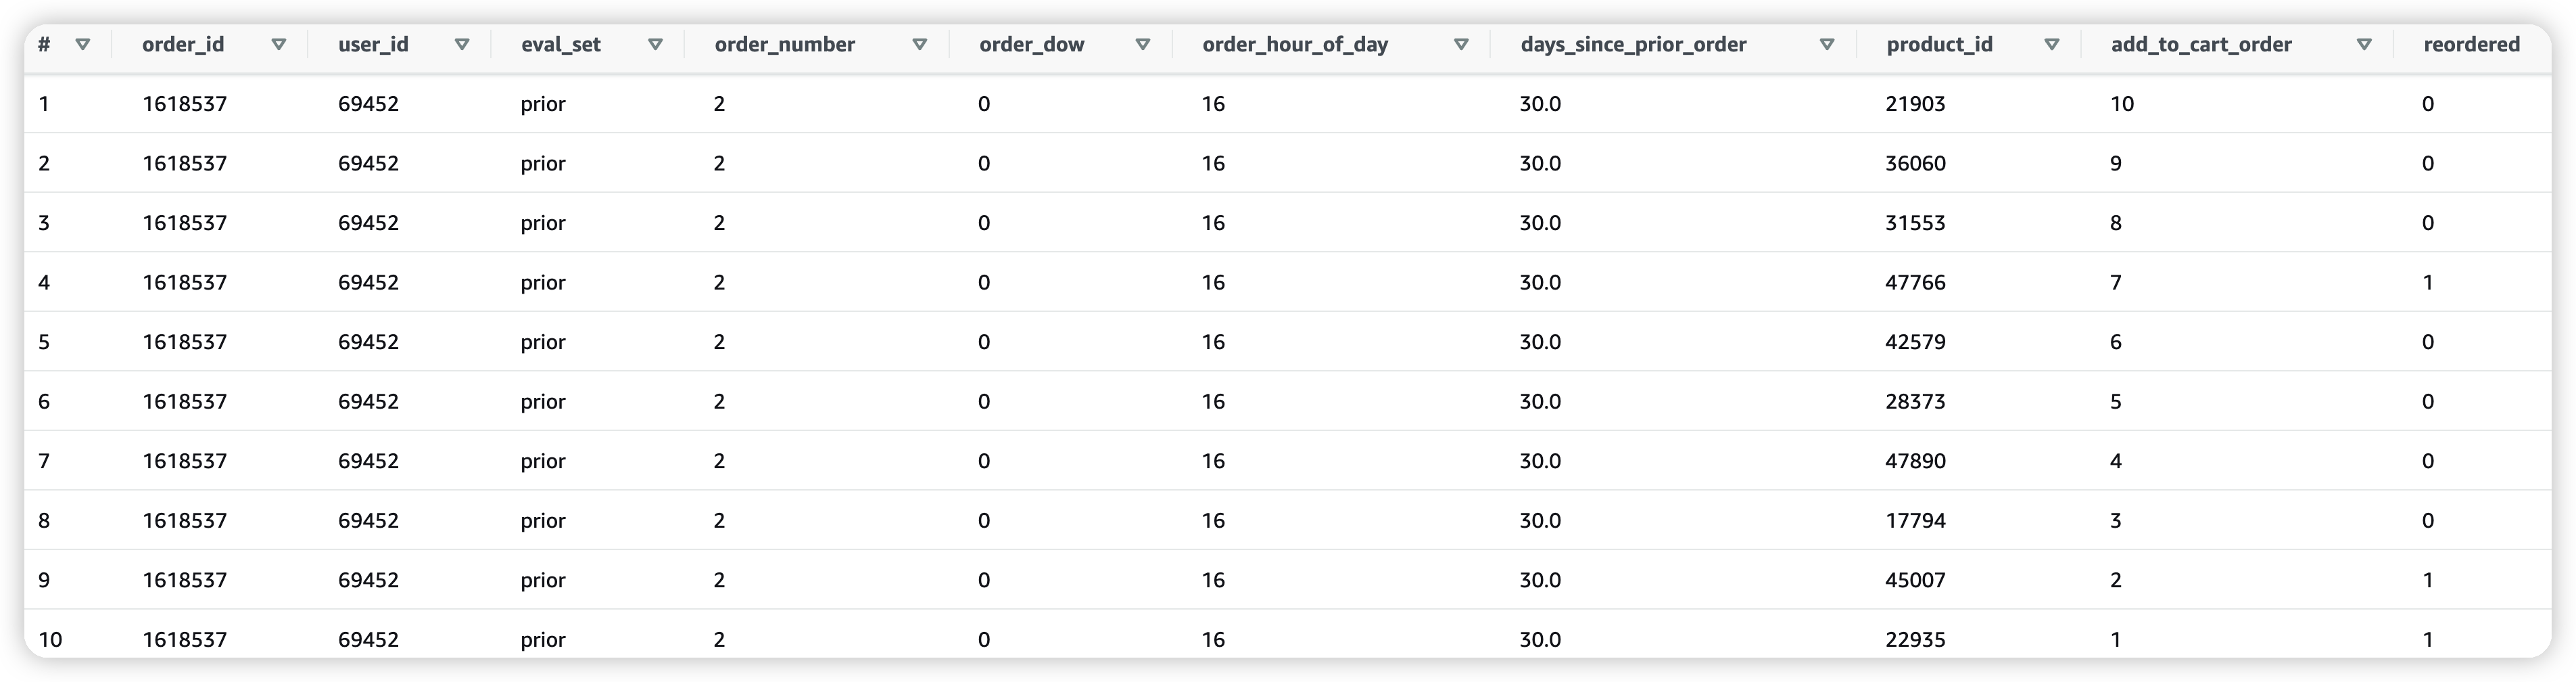 # order_id user_id eval_set order_number order_dow order_hour_of_day days_since_prior_order product_id add_to_cart_order reordered
1 1618537 69452 prior 2 0 16 30.0 21903 10 0
2 1618537 69452 prior 2 0 16 30.0 36060 9 0
3 1618537 69452 prior 2 0 16 30.0 31553 8 0
4 1618537 69452 prior 2 0 16 30.0 47766 7 1
5 1618537 69452 prior 2 0 16 30.0 42579 6 0
6 1618537 69452 prior 2 0 16 30.0 28373 5 0
7 1618537 69452 prior 2 0 16 30.0 47890 4 0
8 1618537 69452 prior 2 0 16 30.0 17794 3 0
9 1618537 69452 prior 2 0 16 30.0 45007 2 1
10 1618537 69452 prior 2 0 16 30.0 22935 1 1